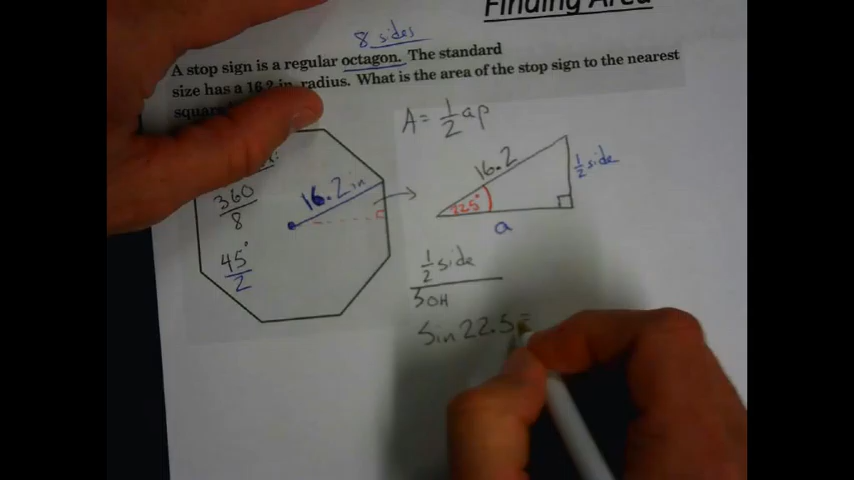 Finding Area
8 sides
A stop sign is a regular octagon. The standard
size has a 16.2 in. radius. What is the area of the stop sign to the nearest
square
A = 1/2 ap
360
8
45°
2
16.2 in
16.2
1/2 side
22.5°
a
1/2 side
SOH
Sin 22.5 =